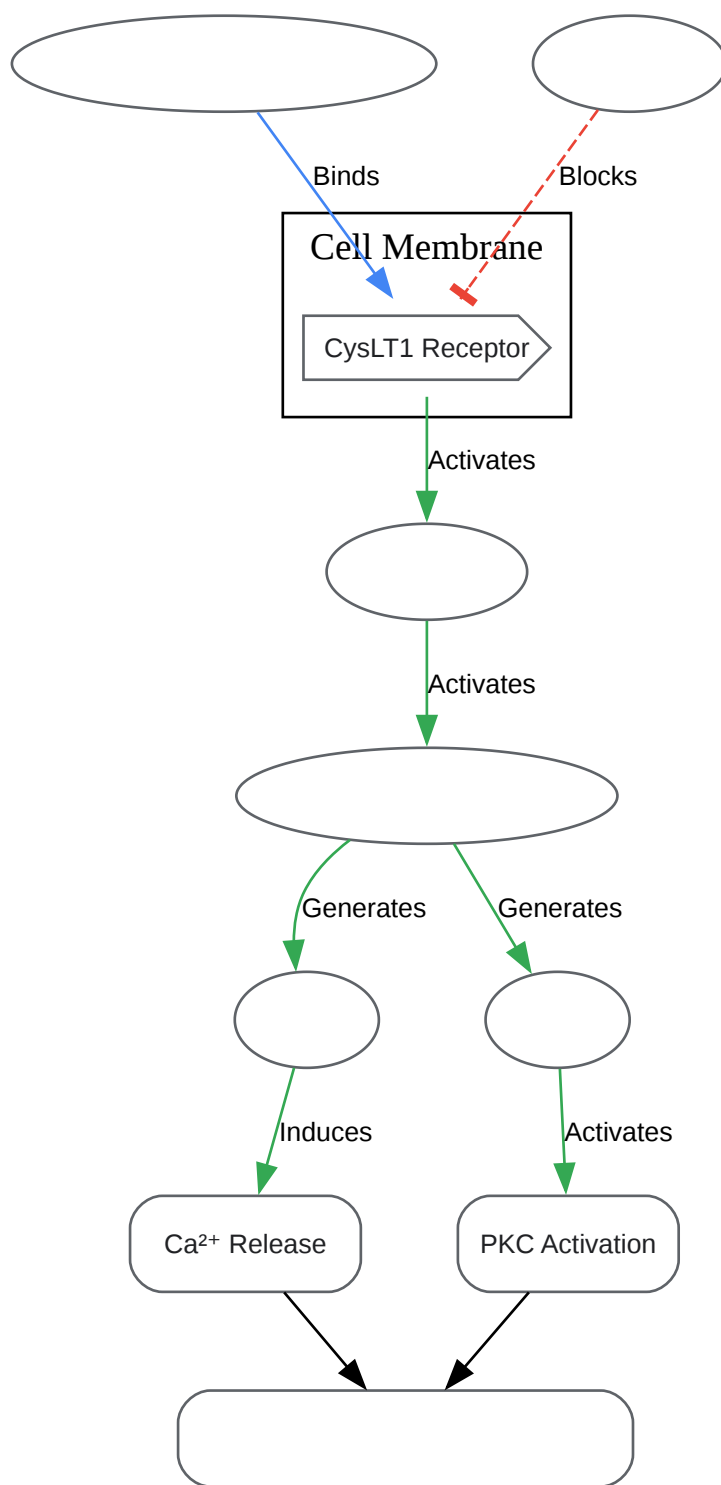 Binds
Blocks
Cell Membrane
CysLT1 Receptor
Activates
Activates
Generates
Generates
Induces
Activates
Ca²⁺ Release
PKC Activation